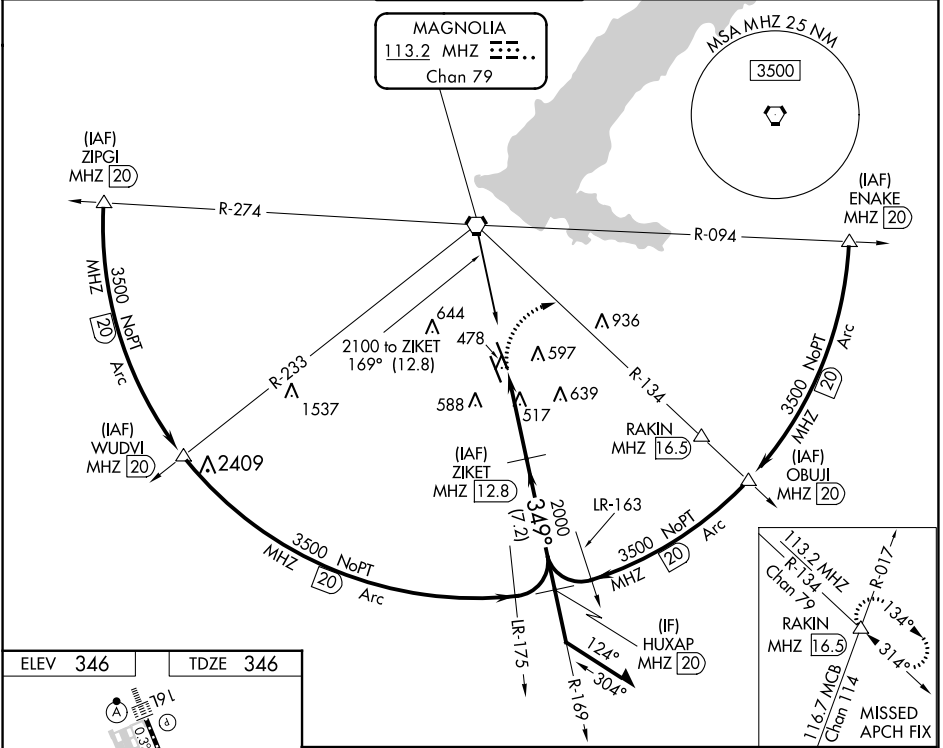 MAGNOLIA
113.2 MHZ
Chan 79
MSA MHZ 25 NM
3500
(IAF)
ZIPGI
MHZ 20
R-274
(IAF)
ENAKE
MHZ 20
R-094
3500 NoPT
MHZ 20 Arc
644
478
936
597
2100 to ZIKET
169° (12.8)
R-233
R-134
3500 NoPT
MHZ 20 Arc
1537
588
517
639
RAKIN
MHZ 16.5
(IAF)
WUDVI
MHZ 20
2409
(IAF)
ZIKET
MHZ 12.8
(IAF)
OBUJI
MHZ 20
349°
2000
(7.2)
LR-163
3500 NoPT
MHZ 20 Arc
3500 NoPT
MHZ 20 Arc
LR-175
(IF)
HUXAP
MHZ 20
124°
304°
R-169
113.2 MHZ
R-134
Chan 79
R-017
RAKIN
MHZ 16.5
134°
314°
116.7 MCB
Chan 114
MISSED
APCH FIX
ELEV 346
TDZE 346
16L
A
P
0.3%